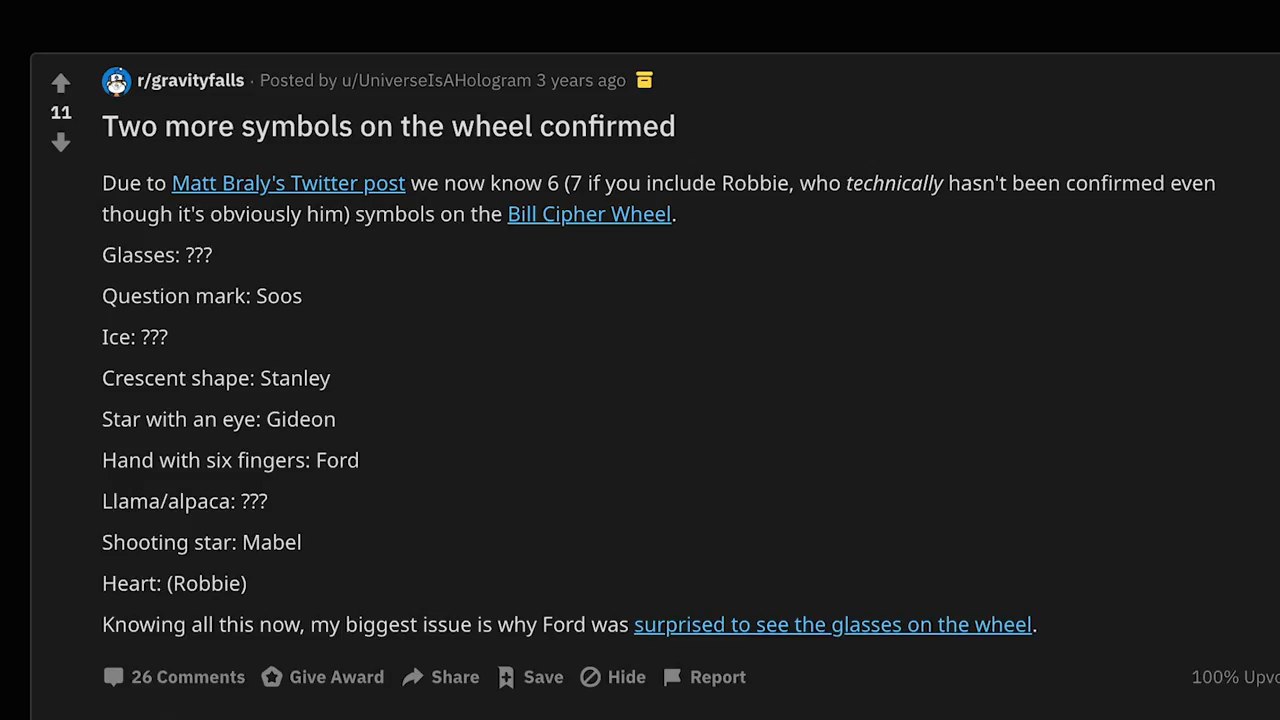 r/gravityfalls · Posted by u/UniverseIsAHologram 3 years ago
11
Two more symbols on the wheel confirmed
Due to Matt Braly's Twitter post we now know 6 (7 if you include Robbie, who technically hasn't been confirmed even
though it's obviously him) symbols on the Bill Cipher Wheel.
Glasses: ???
Question mark: Soos
Ice: ???
Crescent shape: Stanley
Star with an eye: Gideon
Hand with six fingers: Ford
Llama/alpaca: ???
Shooting star: Mabel
Heart: (Robbie)
Knowing all this now, my biggest issue is why Ford was surprised to see the glasses on the wheel.
26 Comments Give Award Share Save Hide Report 100% Upvo